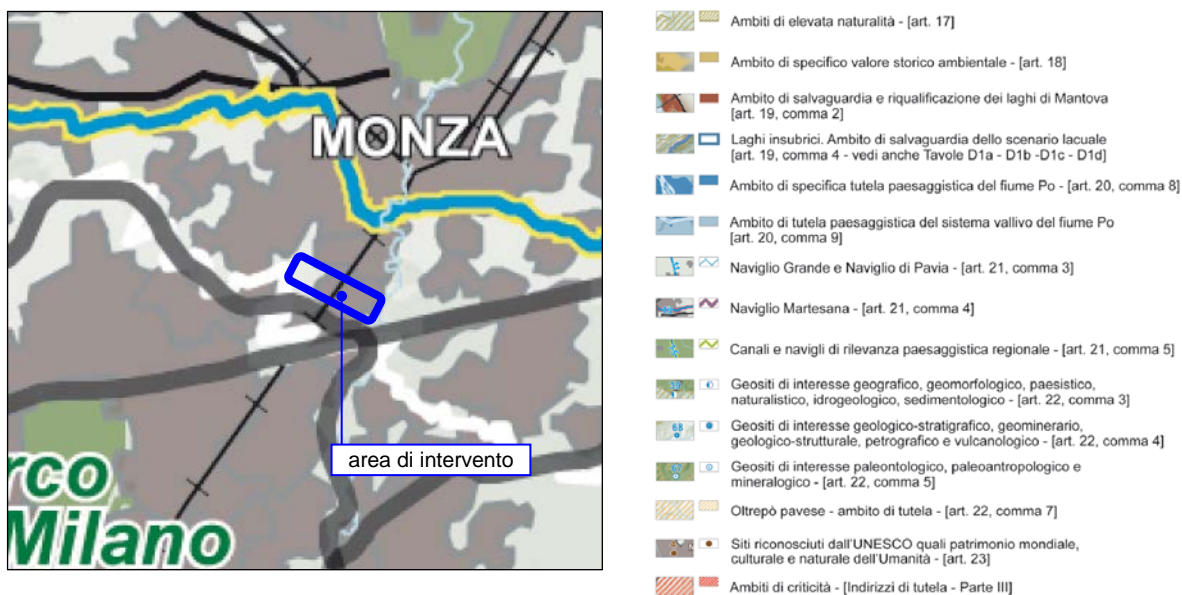 MONZA
area di intervento
rco
Milano
Ambiti di elevata naturalità - [art. 17]
Ambito di specifico valore storico ambientale - [art. 18]
Ambito di salvaguardia e riqualificazione dei laghi di Mantova
[art. 19, comma 2]
Laghi insubrici. Ambito di salvaguardia dello scenario lacuale
[art. 19, comma 4 - vedi anche Tavole D1a - D1b -D1c - D1d]
Ambito di specifica tutela paesaggistica del fiume Po - [art. 20, comma 8]
Ambito di tutela paesaggistica del sistema vallivo del fiume Po
[art. 20, comma 9]
Naviglio Grande e Naviglio di Pavia - [art. 21, comma 3]
Naviglio Martesana - [art. 21, comma 4]
Canali e navigli di rilevanza paesaggistica regionale - [art. 21, comma 5]
Geositi di interesse geografico, geomorfologico, paesistico,
naturalistico, idrogeologico, sedimentologico - [art. 22, comma 3]
68
Geositi di interesse geologico-stratigrafico, geominerario,
geologico-strutturale, petrografico e vulcanologico - [art. 22, comma 4]
Geositi di interesse paleontologico, paleoantropologico e
mineralogico - [art. 22, comma 5]
Oltrepò pavese - ambito di tutela - [art. 22, comma 7]
Siti riconosciuti dall'UNESCO quali patrimonio mondiale,
culturale e naturale dell'Umanità - [art. 23]
Ambiti di criticità - [Indirizzi di tutela - Parte III]